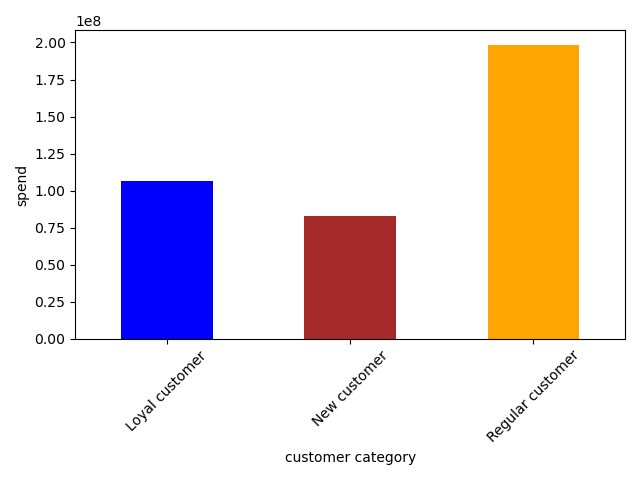 1e8
2.00
1.75
1.50
1.25
1.00
0.75
0.50
0.25
0.00
spend
Loyal customer
New customer
Regular customer
customer category